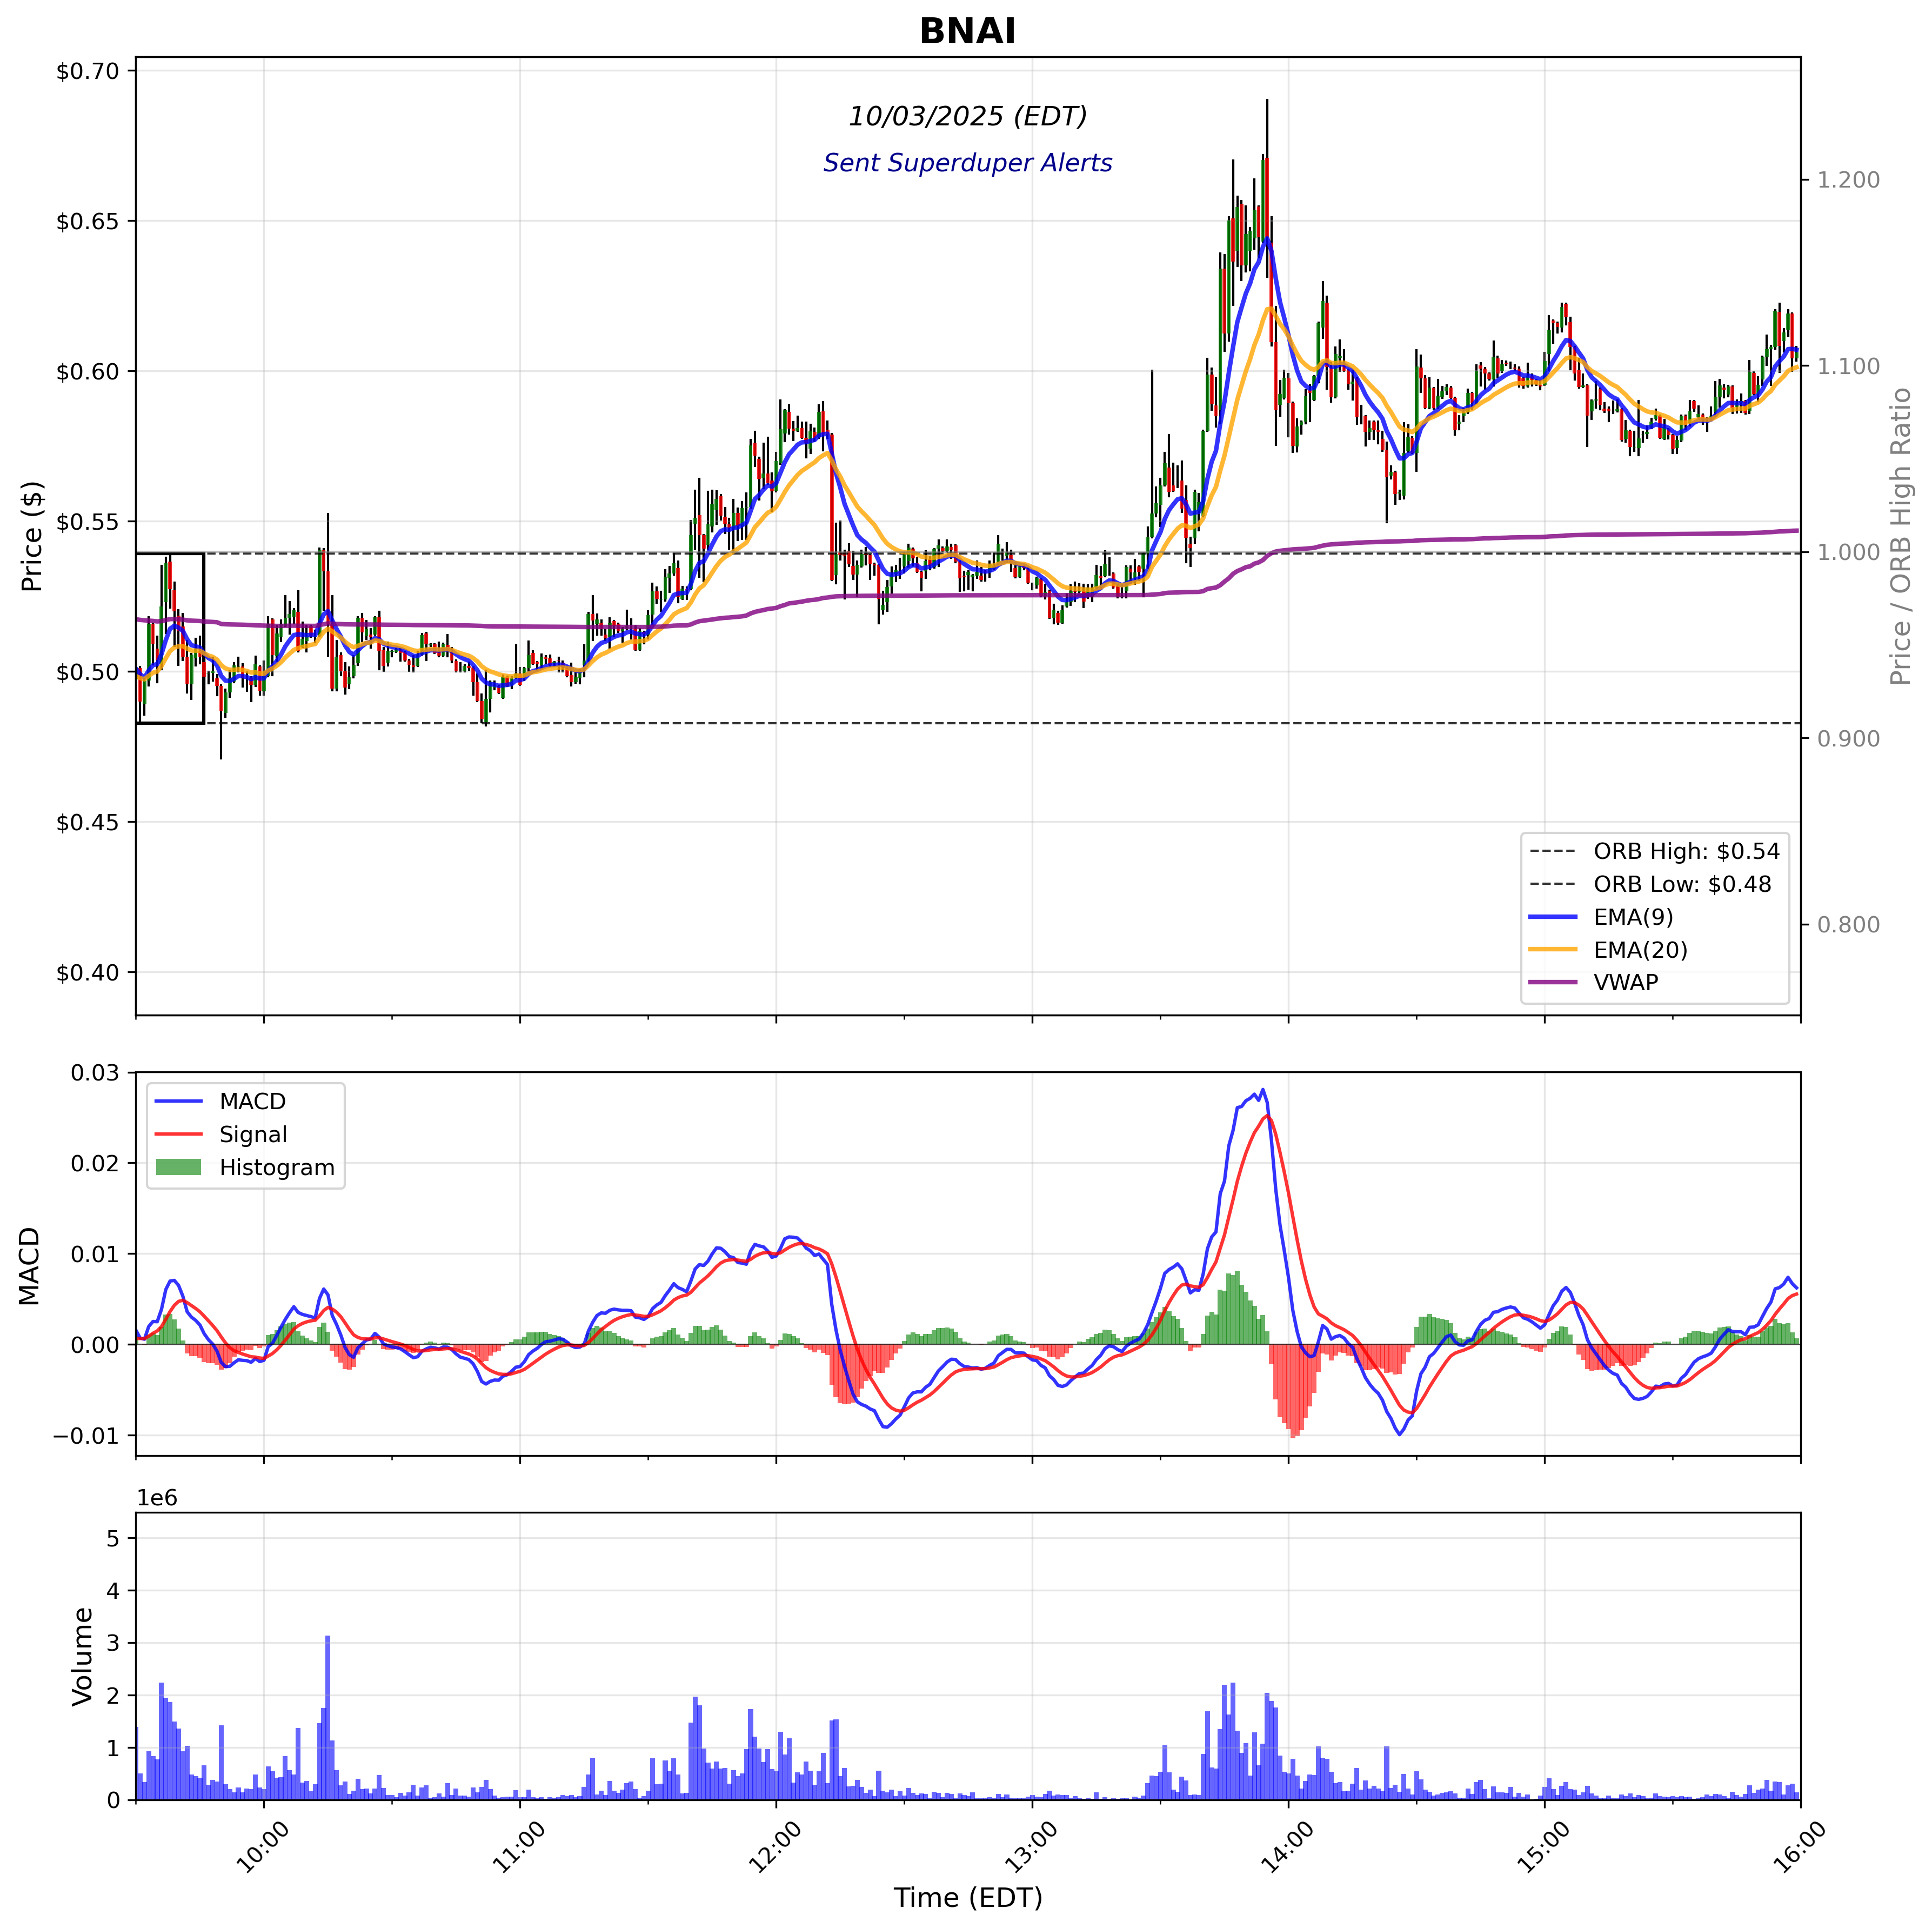 BNAI
10/03/2025 (EDT)
Sent Superduper Alerts
Price ($)
$0.70
$0.65
$0.60
$0.55
$0.50
$0.45
$0.40
1.200
1.100
1.000
0.900
0.800
Price / ORB High Ratio
ORB High: $0.54
ORB Low: $0.48
EMA(9)
EMA(20)
VWAP
MACD
0.03
0.02
0.01
0.00
−0.01
MACD
Signal
Histogram
1e6
Volume
5
4
3
2
1
0
10:00
11:00
12:00
13:00
14:00
15:00
16:00
Time (EDT)